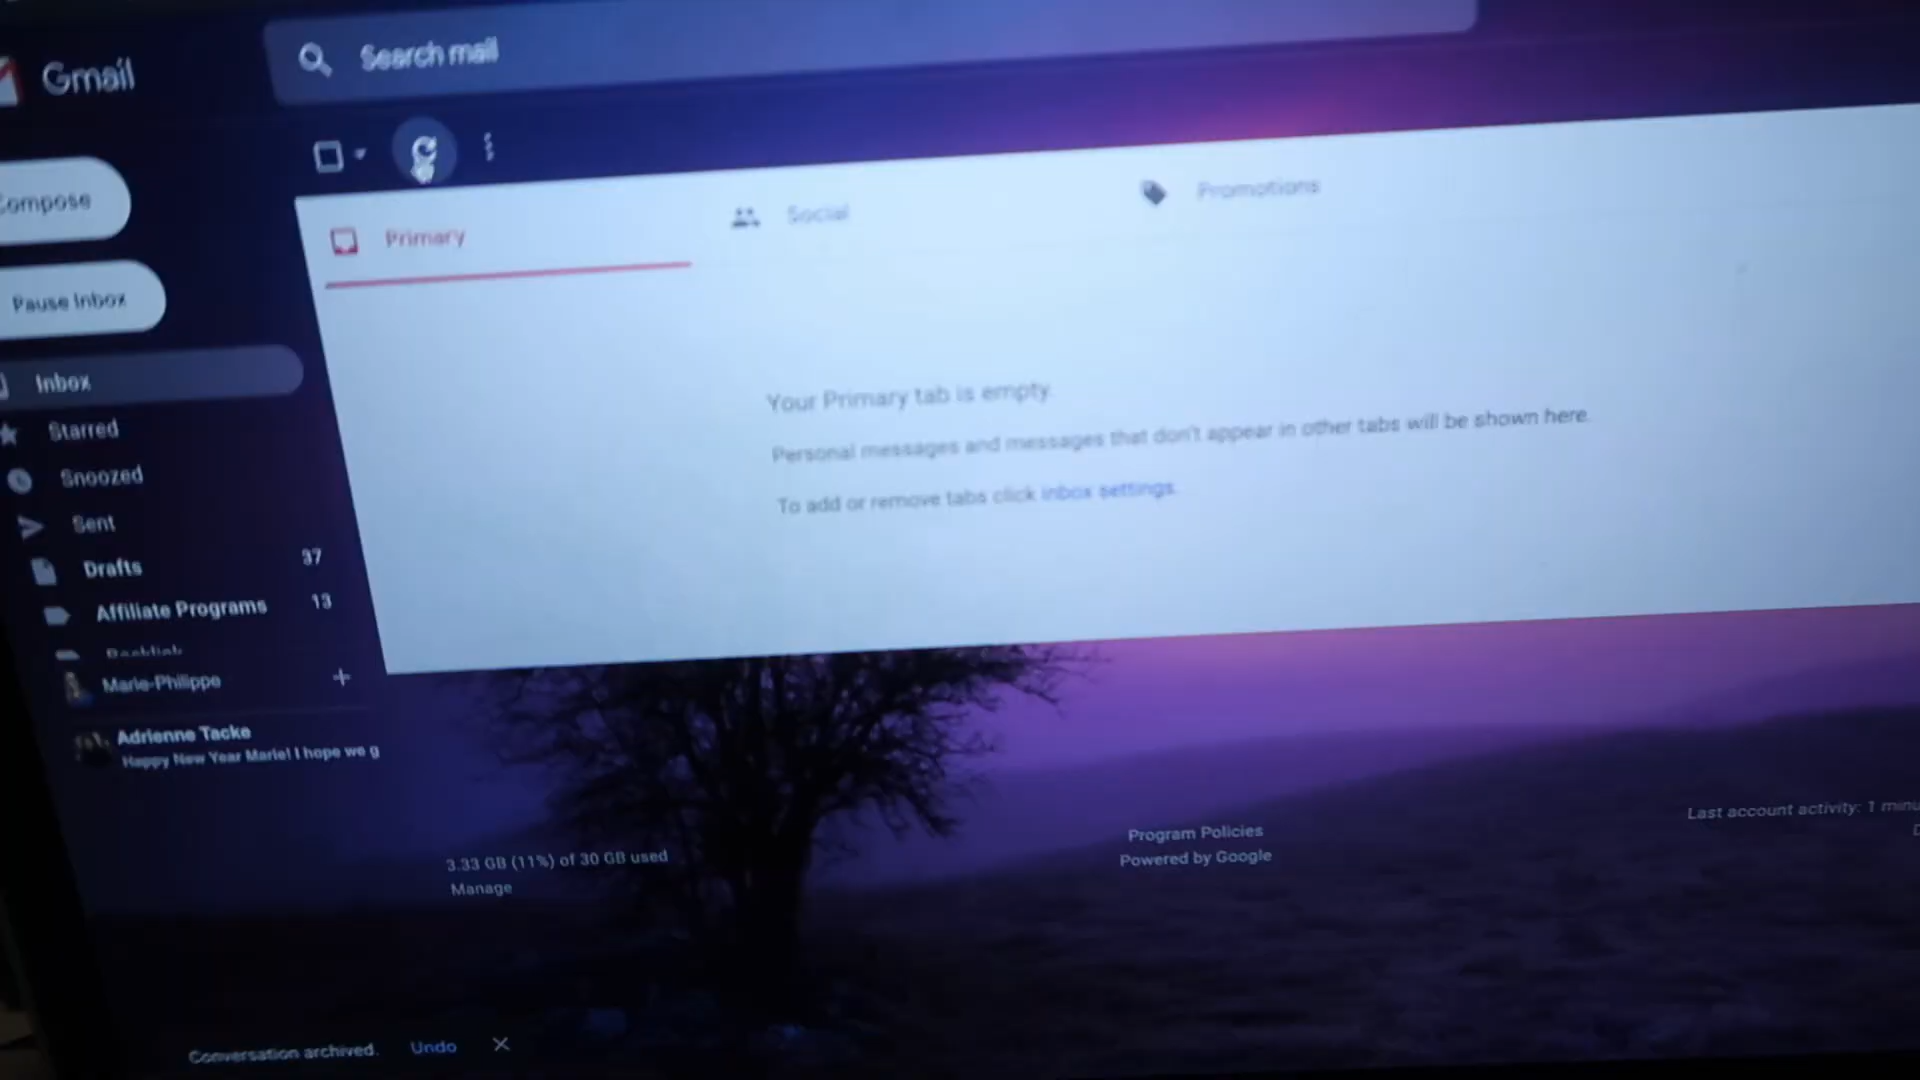 Gmail
Search mail
Compose
Pause Inbox
Primary
Social
Promotions
Inbox
Starred
Snoozed
Sent
Drafts 37
Affiliate Programs 13
Marie-Philippe
Adrienne Tacke
Happy New Year Marie! I hope we g
Your Primary tab is empty.
Personal messages and messages that don't appear in other tabs will be shown here.
To add or remove tabs click inbox settings.
3.33 GB (11%) of 30 GB used
Manage
Program Policies
Powered by Google
Last account activity: 1 minu
D
Conversation archived. Undo